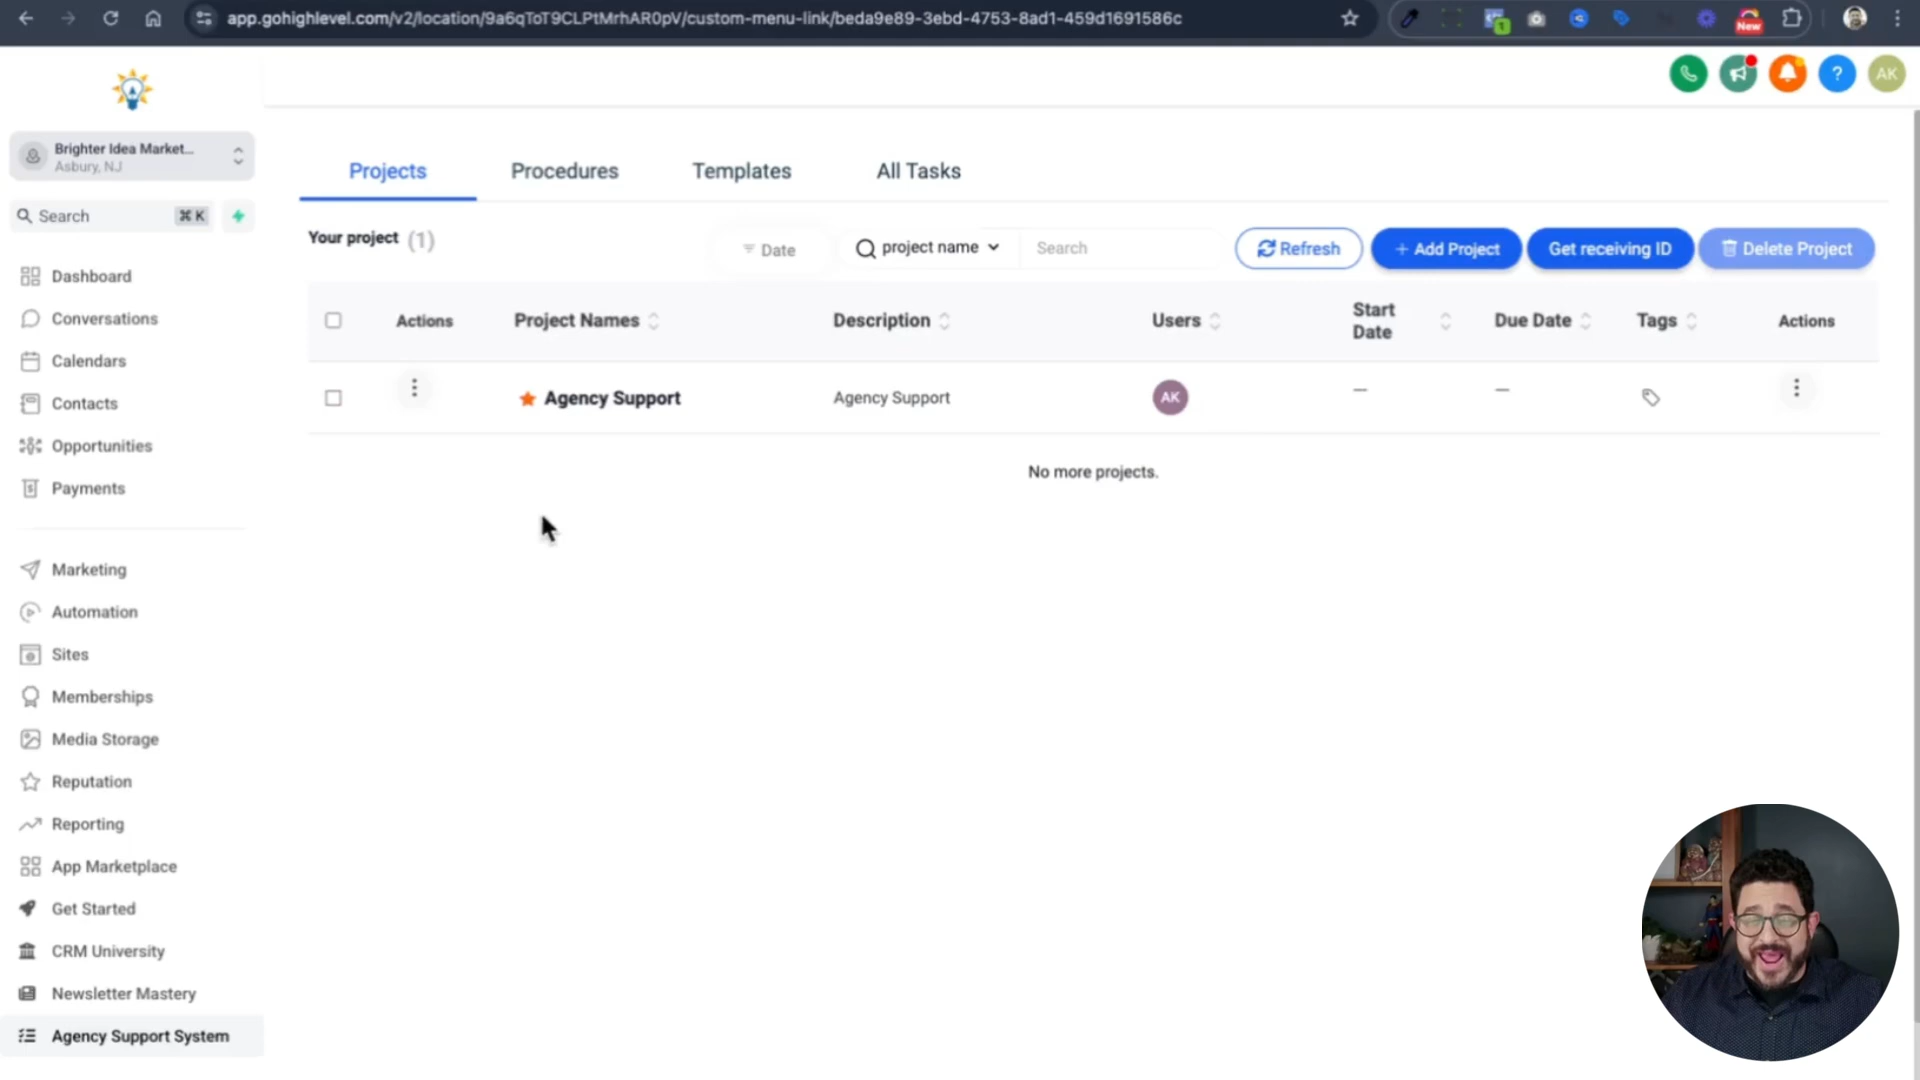 app.gohighlevel.com/v2/location/9a6qToT9CLPtMrhAR0pV/custom-menu-link/beda9e89-3ebd-4753-8ad1-459d1691586c
1
New
AK
Brighter Idea Market...
Asbury, NJ
Search ⌘ K
Dashboard
Conversations
Calendars
Contacts
Opportunities
Payments
Marketing
Automation
Sites
Memberships
Media Storage
Reputation
Reporting
App Marketplace
Get Started
CRM University
Newsletter Mastery
Agency Support System
Projects Procedures Templates All Tasks
Your project (1) Date project name Search Refresh + Add Project Get receiving ID Delete Project
Actions Project Names Description Users Start Date Due Date Tags Actions
Agency Support Agency Support AK — —
No more projects.